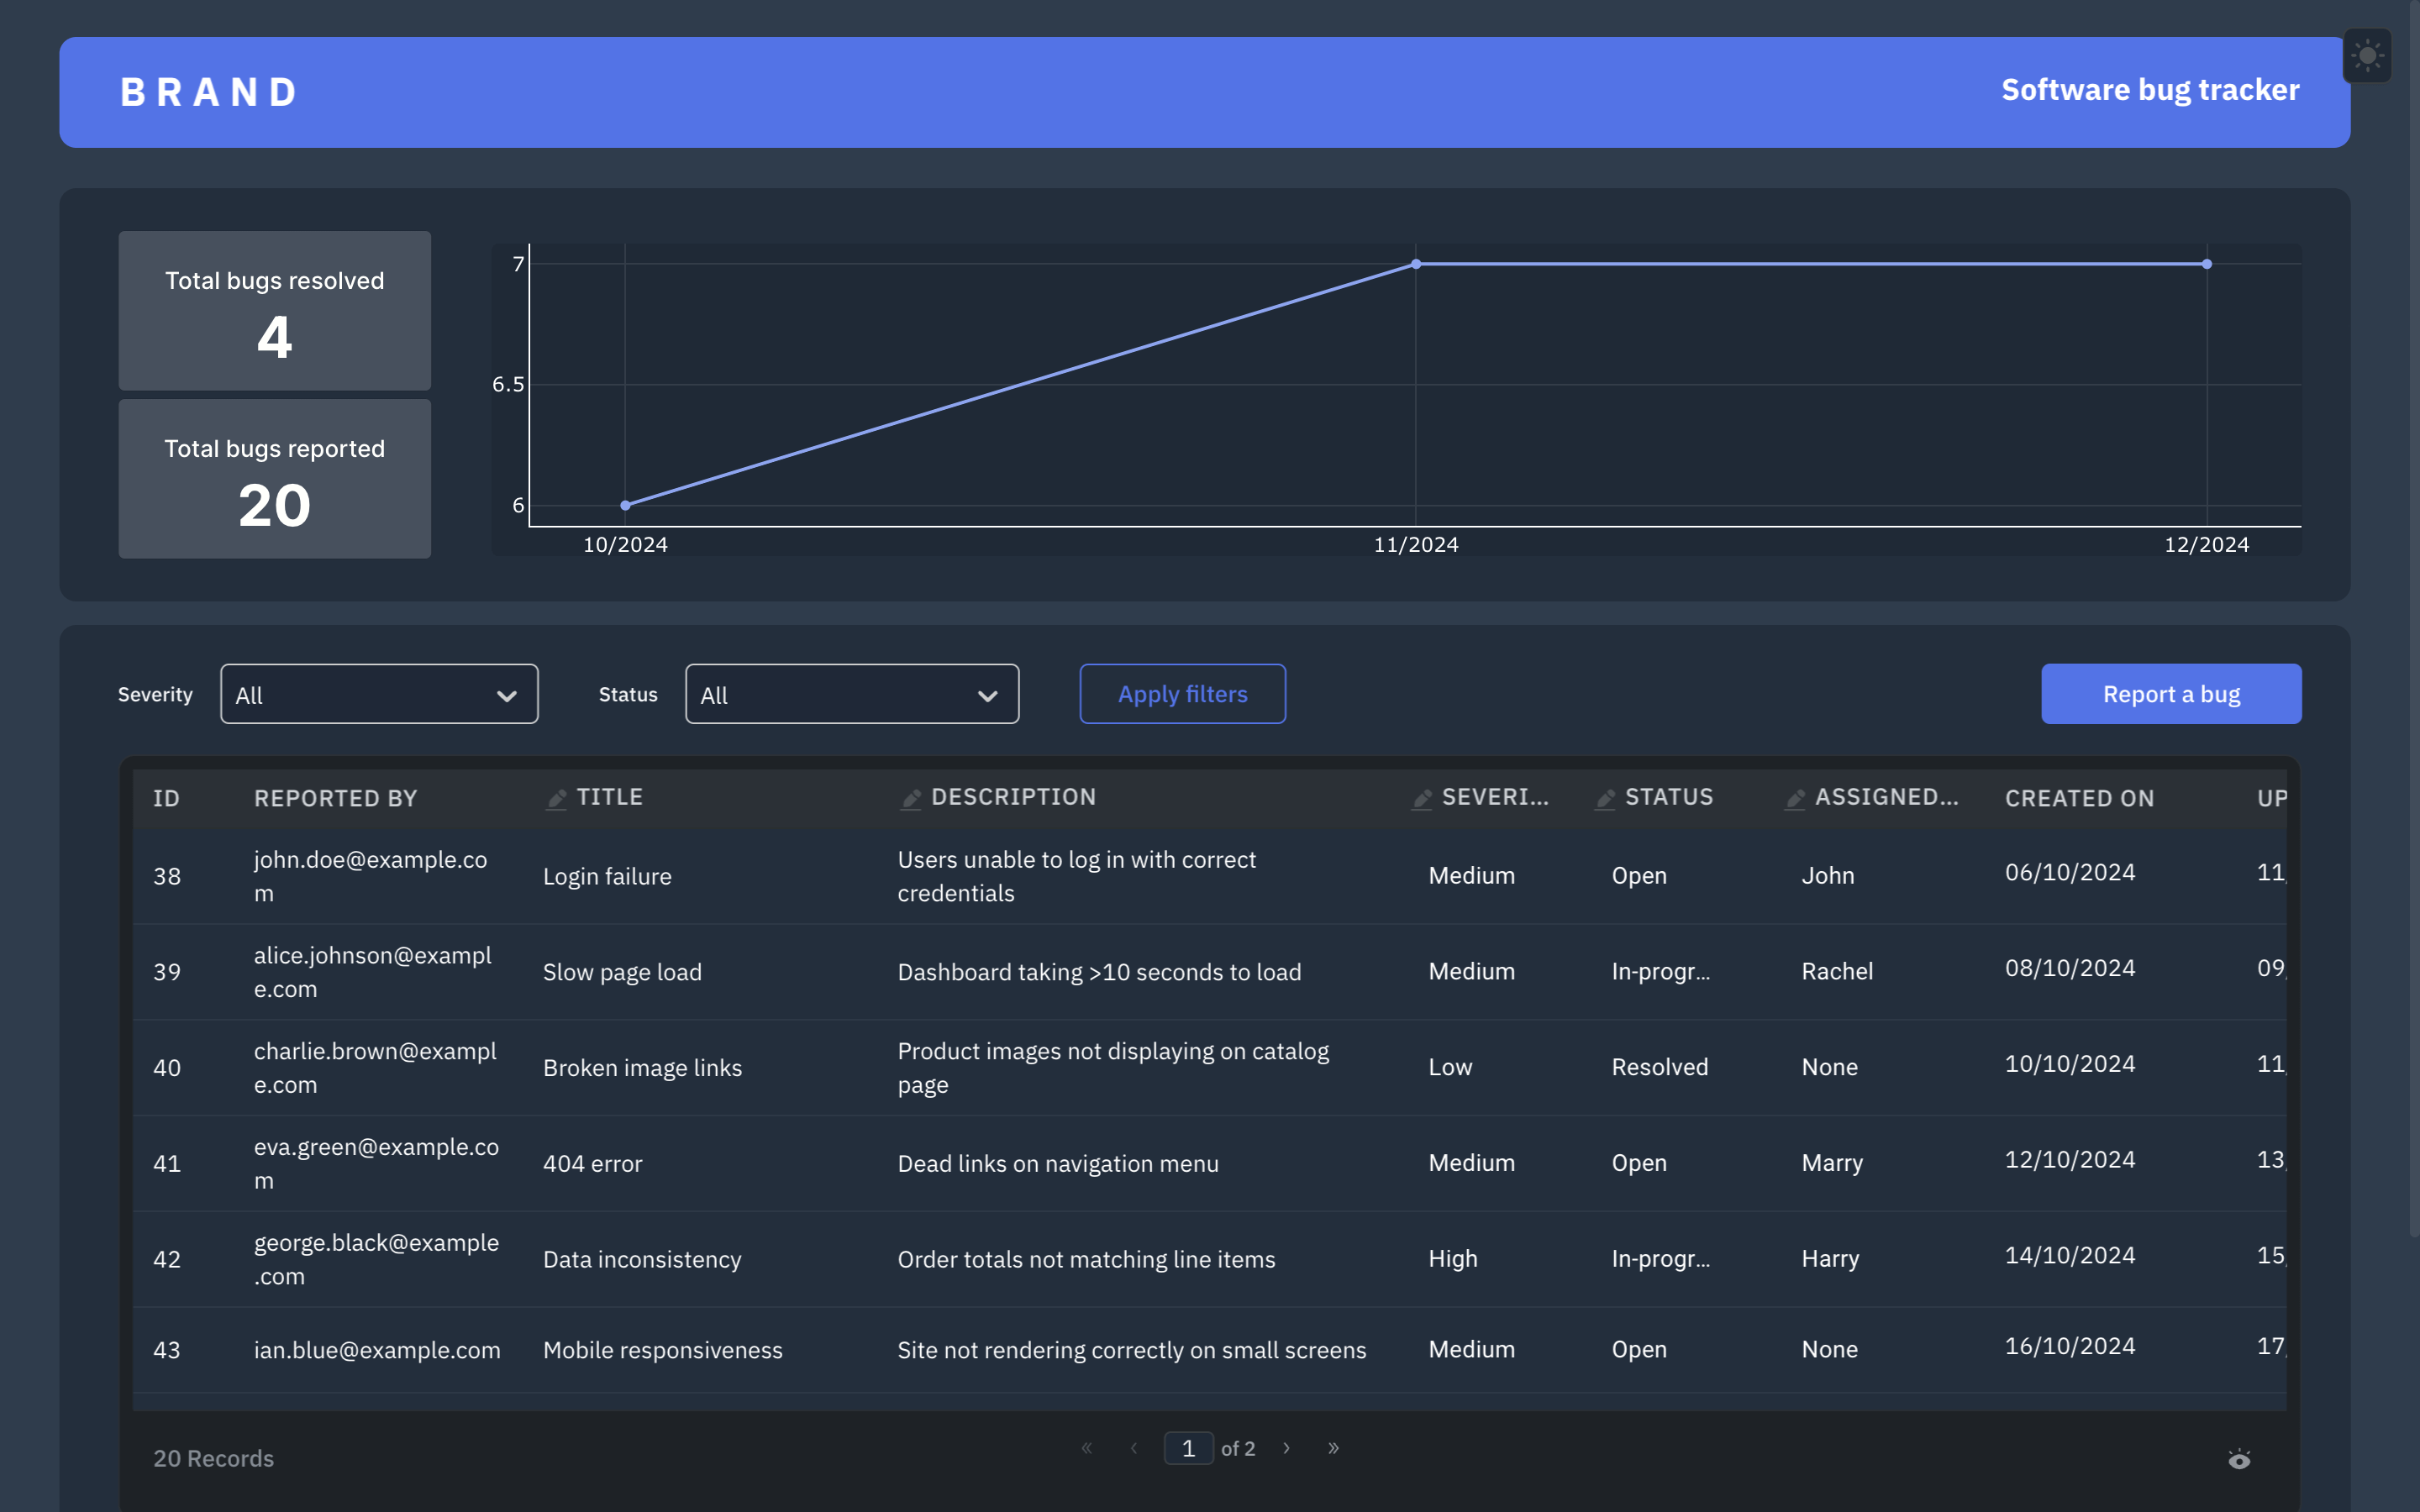 BRAND
Software bug tracker
Total bugs resolved
4
Total bugs reported
20
7
6.5
6
10/2024 11/2024 12/2024
Severity All Status All Apply filters Report a bug
ID REPORTED BY TITLE DESCRIPTION SEVERI... STATUS ASSIGNED... CREATED ON UP
38 john.doe@example.co Login failure Users unable to log in with correct Medium Open John 06/10/2024 11
m credentials
39 alice.johnson@exampl Slow page load Dashboard taking >10 seconds to load Medium In-progr... Rachel 08/10/2024 09
e.com
40 charlie.brown@exampl Broken image links Product images not displaying on catalog Low Resolved None 10/10/2024 11
e.com page
41 eva.green@example.co 404 error Dead links on navigation menu Medium Open Marry 12/10/2024 13
m
42 george.black@example Data inconsistency Order totals not matching line items High In-progr... Harry 14/10/2024 15
.com
43 ian.blue@example.com Mobile responsiveness Site not rendering correctly on small screens Medium Open None 16/10/2024 17
20 Records « ‹ 1 of 2 › »